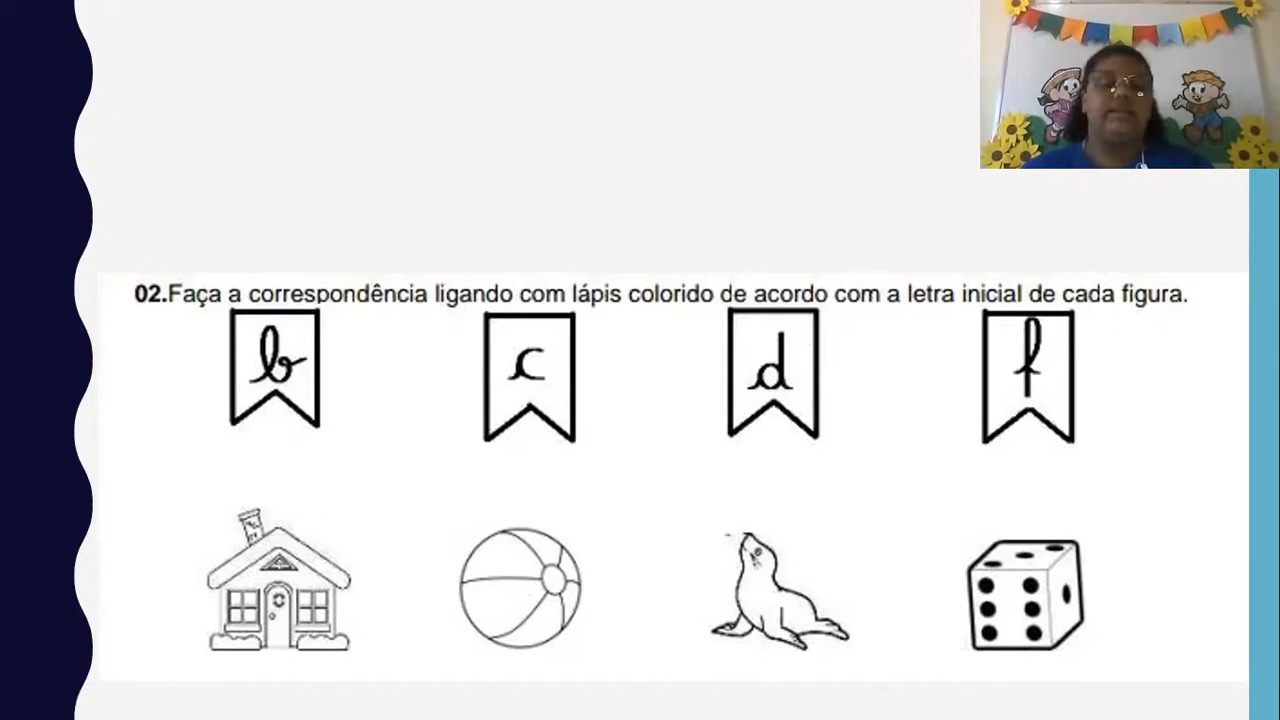 02.Faça a correspondência ligando com lápis colorido de acordo com a letra inicial de cada figura.
b c d f